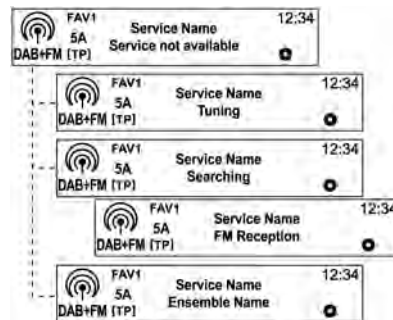 FAV1 12:34
5A Service Name
DAB+FM [TP] Service not available
FAV1 12:34
5A Service Name
DAB+FM [TP] Tuning
FAV1 12:34
5A Service Name
DAB+FM [TP] Searching
FAV1 12:34
5A Service Name
DAB+FM [TP] FM Reception
FAV1 12:34
5A Service Name
DAB+FM [TP] Ensemble Name